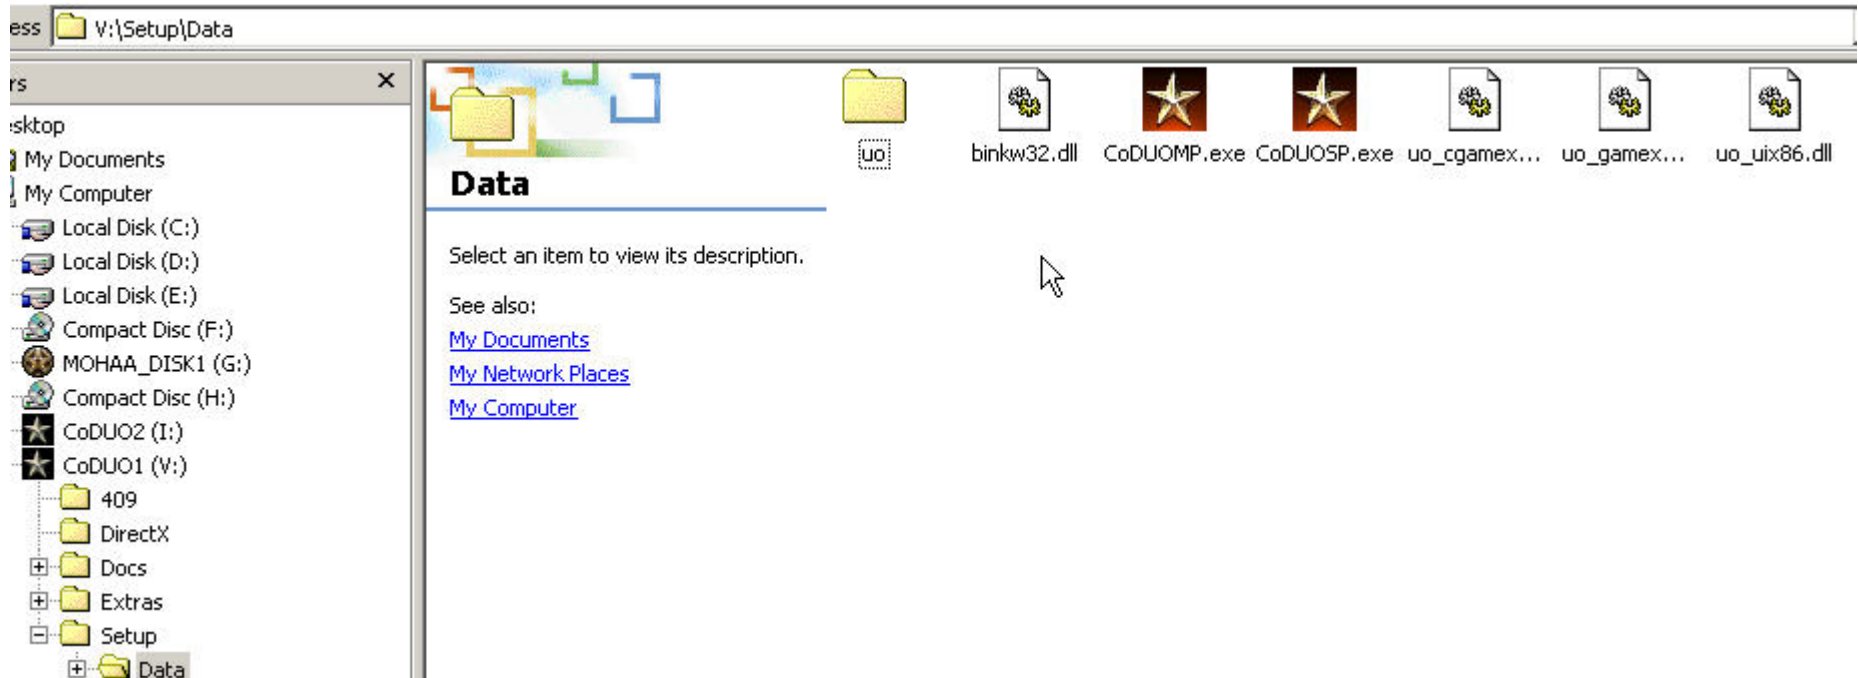 ess V:\Setup\Data
rs
esktop
My Documents
My Computer
Local Disk (C:)
Local Disk (D:)
Local Disk (E:)
Compact Disc (F:)
MOHAA_DISK1 (G:)
Compact Disc (H:)
CoDUO2 (I:)
CoDUO1 (V:)
409
DirectX
Docs
Extras
Setup
Data
Data
Select an item to view its description.
See also:
My Documents
My Network Places
My Computer
uo
binkw32.dll
CoDUOMP.exe
CoDUOSP.exe
uo_cgamex...
uo_gamex...
uo_uix86.dll